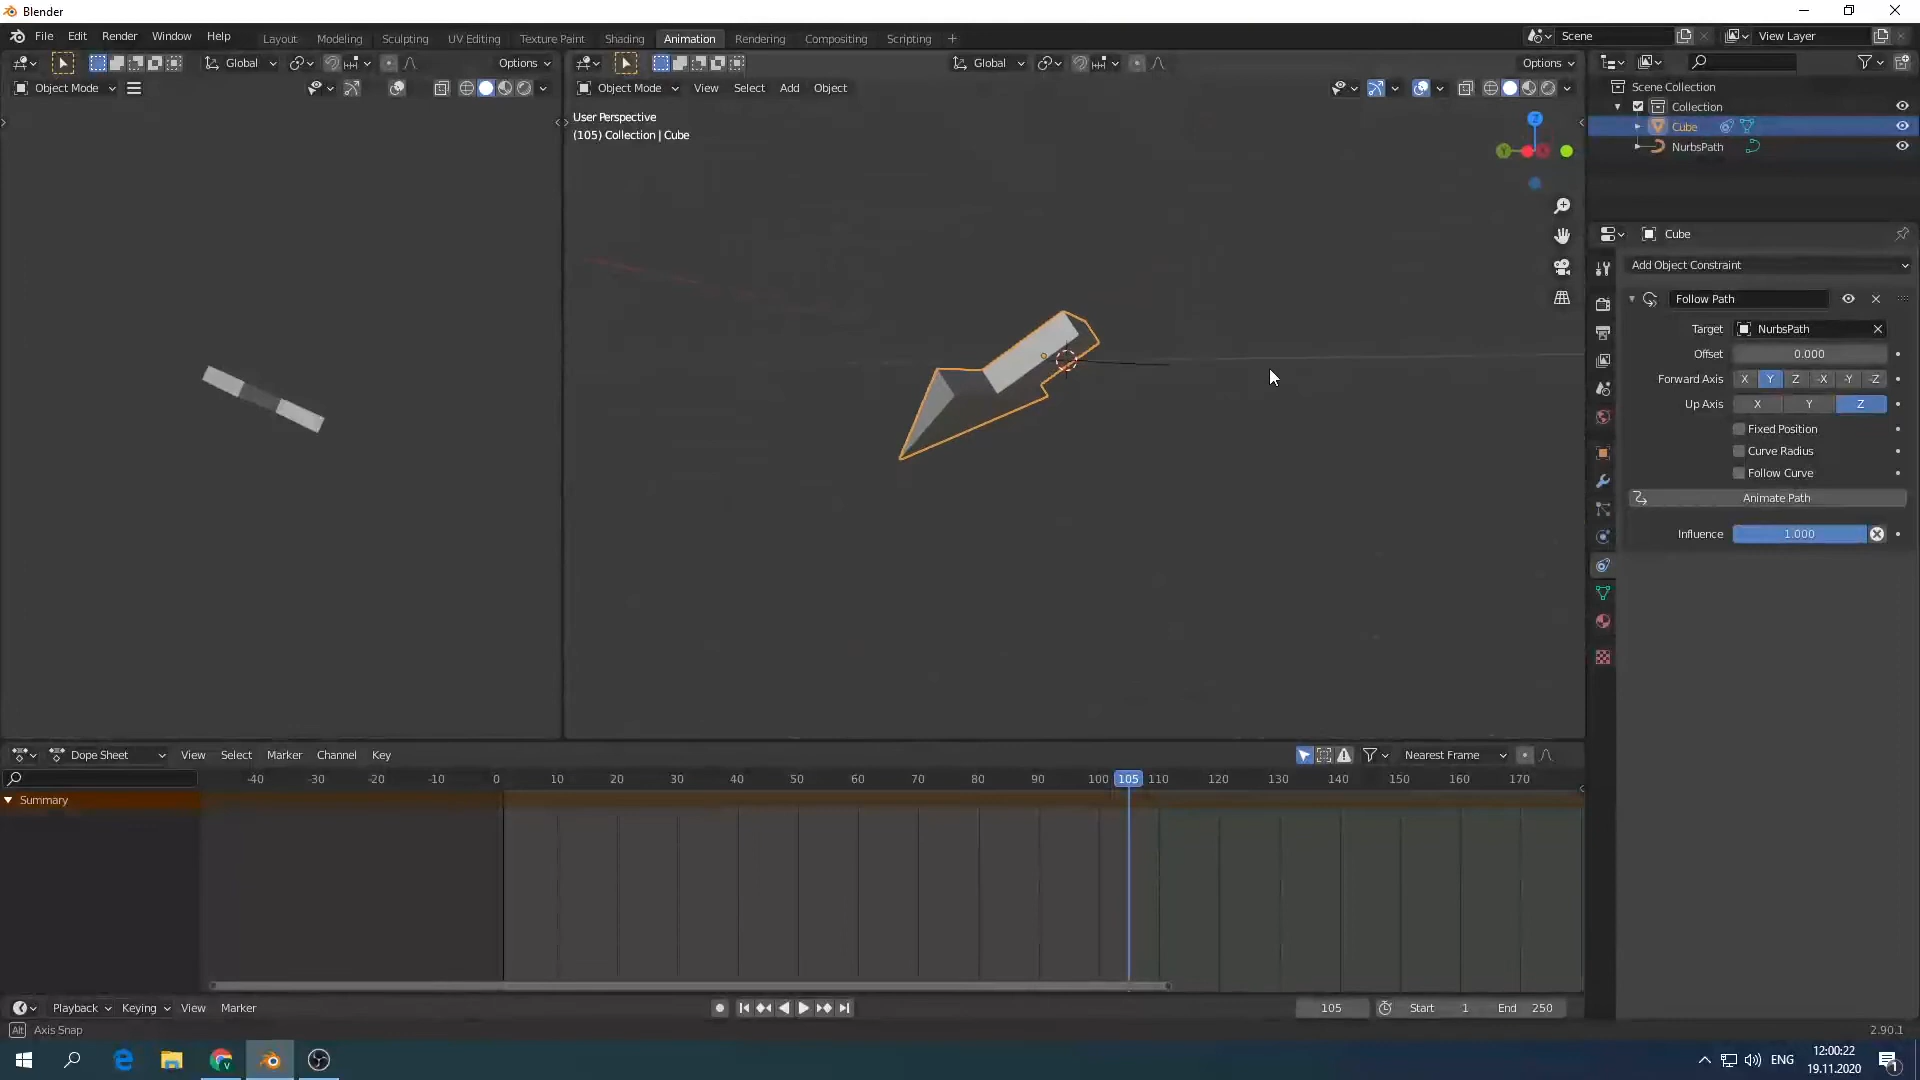 Blender
File Edit Render Window Help Layout Modeling Sculpting UV Editing Texture Paint Shading Animation Rendering Compositing Scripting + Scene View Layer
Global Options Global Options
Object Mode Object Mode View Select Add Object
User Perspective
(105) Collection | Cube
Z
Y
Scene Collection
Collection
Cube
NurbsPath
Cube
Add Object Constraint
Follow Path
Target NurbsPath
Offset 0.000
Forward Axis X Y Z -X -Y -Z
Up Axis X Y Z
Fixed Position
Curve Radius
Follow Curve
Animate Path
Influence 1.000
Dope Sheet View Select Marker Channel Key Nearest Frame
-40 -30 -20 -10 0 10 20 30 40 50 60 70 80 90 100 105 110 120 130 140 150 160 170
Summary
Playback Keying View Marker 105 Start 1 End 250
Alt Axis Snap 2.90.1
ENG 12:00:22
19.11.2020
1